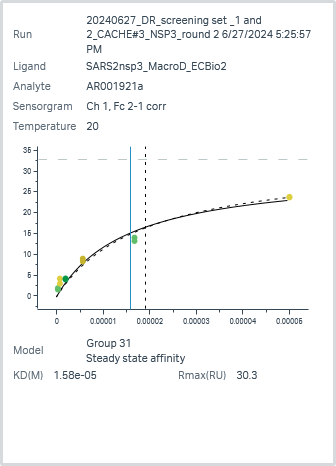 Run 20240627_DR_screening set _1 and
2_CACHE#3_NSP3_round 2 6/27/2024 5:25:57
PM
Ligand SARS2nsp3_MacroD_ECBio2
Analyte AR001921a
Sensorgram Ch 1, Fc 2-1 corr
Temperature 20
35
30
25
20
15
10
5
0
0 0.00001 0.00002 0.00003 0.00004 0.00005
Model Group 31
Steady state affinity
KD(M) 1.58e-05 Rmax(RU) 30.3